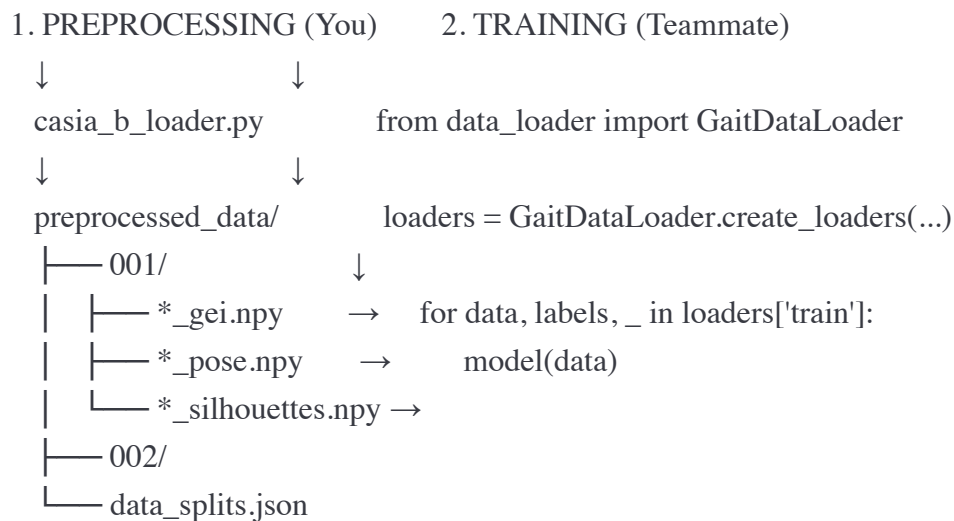 1. PREPROCESSING (You) 2. TRAINING (Teammate)
↓ ↓
casia_b_loader.py from data_loader import GaitDataLoader
↓ ↓
preprocessed_data/ loaders = GaitDataLoader.create_loaders(...)
├── 001/ ↓
│ ├── *_gei.npy → for data, labels, _ in loaders['train']:
│ ├── *_pose.npy → model(data)
│ └── *_silhouettes.npy →
├── 002/
└── data_splits.json